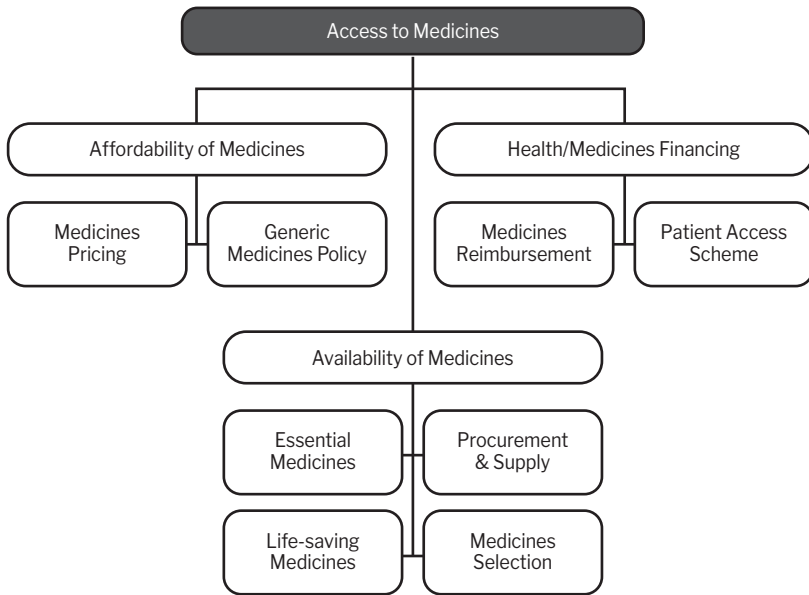 Access to Medicines
Affordability of Medicines
Health/Medicines Financing
Medicines
Pricing
Generic
Medicines Policy
Medicines
Reimbursement
Patient Access
Scheme
Availability of Medicines
Essential
Medicines
Procurement
& Supply
Life-saving
Medicines
Medicines
Selection